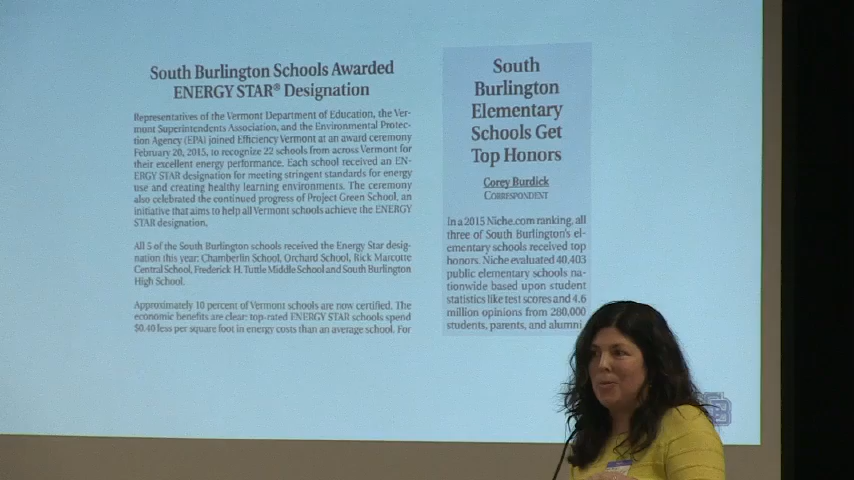 South Burlington Schools Awarded
ENERGY STAR® Designation
Representatives of the Vermont Department of Education, the Ver-
mont Superintendents Association, and the Environmental Protec-
tion Agency (EPA) joined Efficiency Vermont at an award ceremony
February 20, 2015, to recognize 22 schools from across Vermont for
their excellent energy performance. Each school received an EN-
ERGY STAR designation for meeting stringent standards for energy
use and creating healthy learning environments. The ceremony
also celebrated the continued progress of Project Green School, an
initiative that aims to help all Vermont schools achieve the ENERGY
STAR designation.
All 5 of the South Burlington schools received the Energy Star desig-
nation this year: Chamberlin School, Orchard School, Rick Marcotte
Central School, Frederick H. Tuttle Middle School and South Burlington
High School.
Approximately 10 percent of Vermont schools are now certified. The
economic benefits are clear: top-rated ENERGY STAR schools spend
$0.40 less per square foot in energy costs than an average school. For
South
Burlington
Elementary
Schools Get
Top Honors
Corey Burdick
CORRESPONDENT
In a 2015 Niche.com ranking, all
three of South Burlington's el-
ementary schools received top
honors. Niche evaluated 40,403
public elementary schools na-
tionwide based upon student
statistics like test scores and 4.6
million opinions from 280,000
students, parents, and alumni.